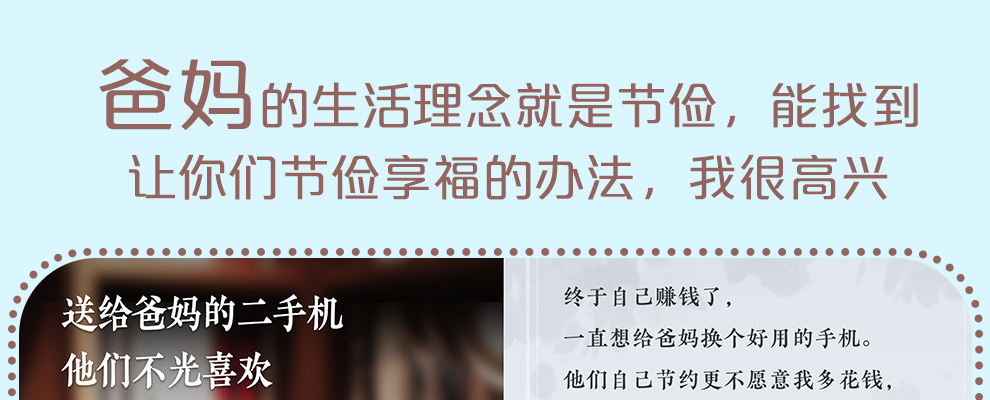 爸妈的生活理念就是节俭，能找到
让你们节俭享福的办法，我很高兴
送给爸妈的二手机
他们不光喜欢
终于自己赚钱了，
一直想给爸妈换个好用的手机。
他们自己节约更不愿意我多花钱，